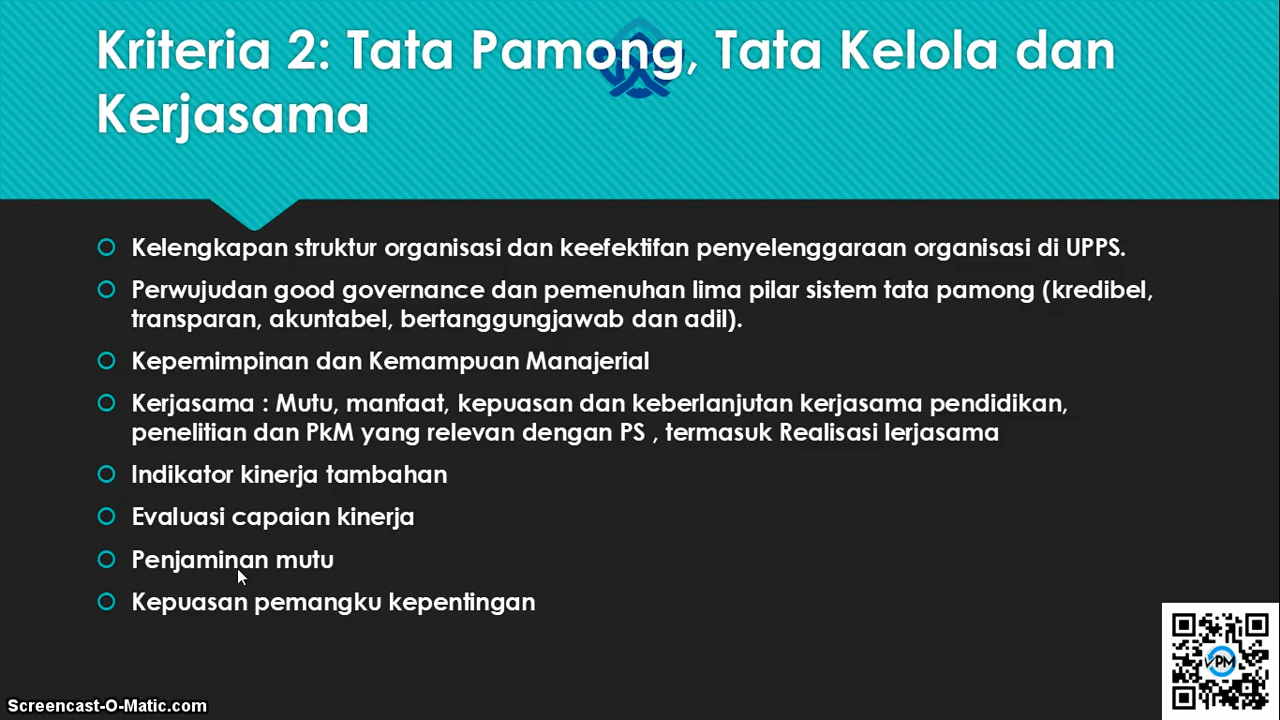 Kriteria 2: Tata Pamong, Tata Kelola dan
Kerjasama
Kelengkapan struktur organisasi dan keefektifan penyelenggaraan organisasi di UPPS.
Perwujudan good governance dan pemenuhan lima pilar sistem tata pamong (kredibel,
transparan, akuntabel, bertanggungjawab dan adil).
Kepemimpinan dan Kemampuan Manajerial
Kerjasama : Mutu, manfaat, kepuasan dan keberlanjutan kerjasama pendidikan,
penelitian dan PkM yang relevan dengan PS , termasuk Realisasi lerjasama
Indikator kinerja tambahan
Evaluasi capaian kinerja
Penjaminan mutu
Kepuasan pemangku kepentingan
VPM
Screencast-O-Matic.com